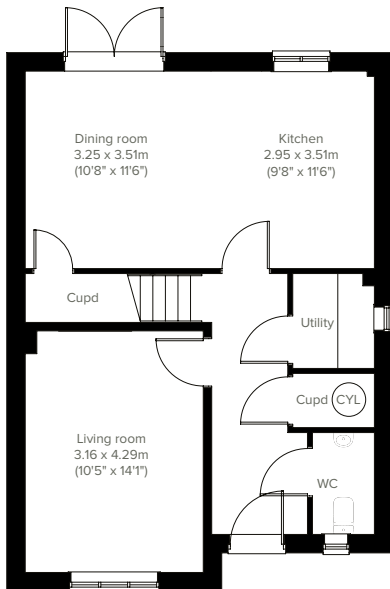 Dining room
3.25 x 3.51m
(10'8" x 11'6")
Kitchen
2.95 x 3.51m
(9'8" x 11'6")
Cupd
Utility
Cupd
CYL
Living room
3.16 x 4.29m
(10'5" x 14'1")
WC